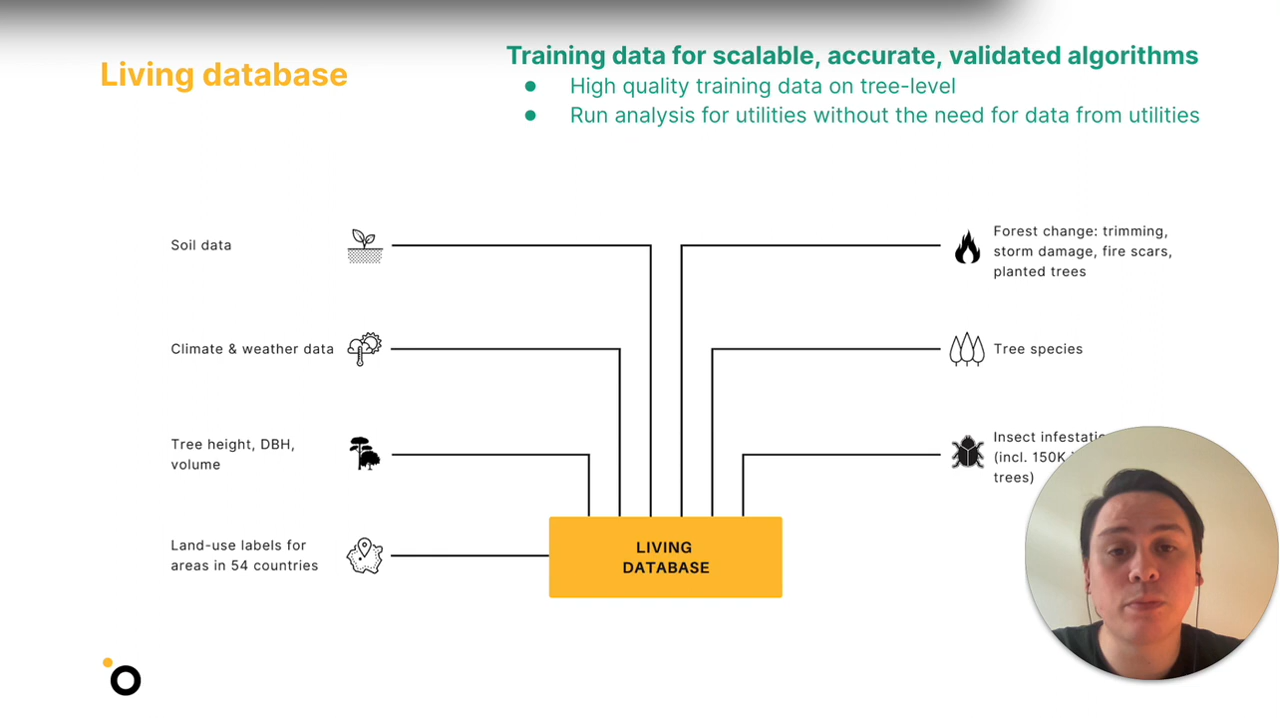 Living database
Training data for scalable, accurate, validated algorithms
High quality training data on tree-level
Run analysis for utilities without the need for data from utilities
Soil data
Climate & weather data
Tree height, DBH,
volume
Land-use labels for
areas in 54 countries
Forest change: trimming,
storm damage, fire scars,
planted trees
Tree species
Insect
(incl. 150K
trees)
LIVING
DATABASE